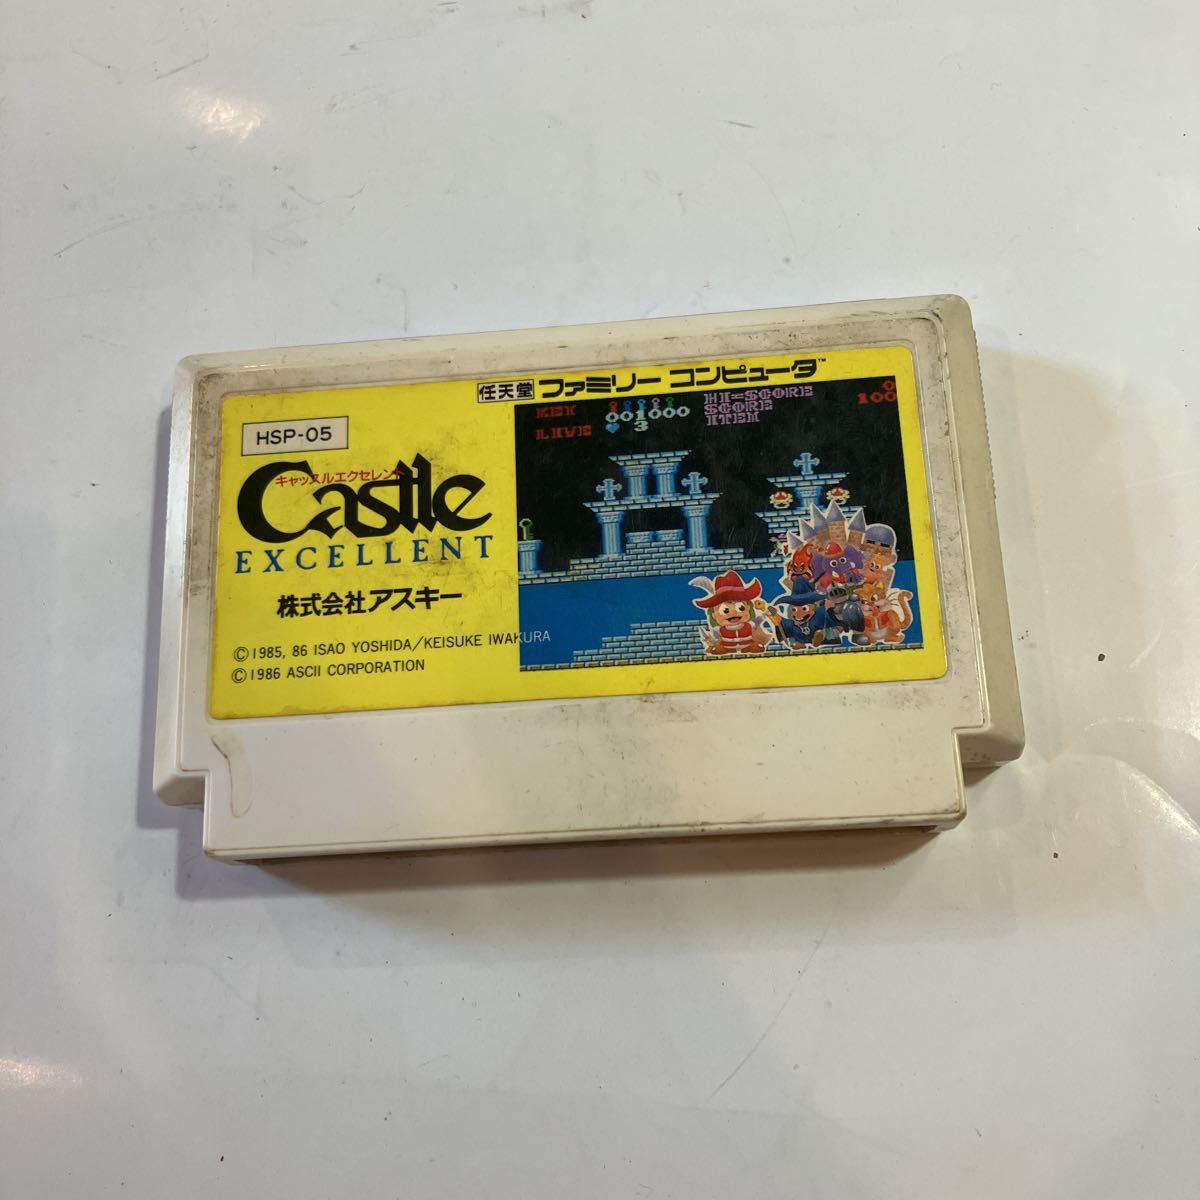 任天堂 ファミリー コンピュータ™
HSP-05
キャッスルエクセレント
Castle
EXCELLENT
株式会社アスキー
©1985, 86 ISAO YOSHIDA/KEISUKE IWAKURA
©1986 ASCII CORPORATION
KEY 001000 HI-SCORE 0
SCORE 100
LIVE 3 ITEM